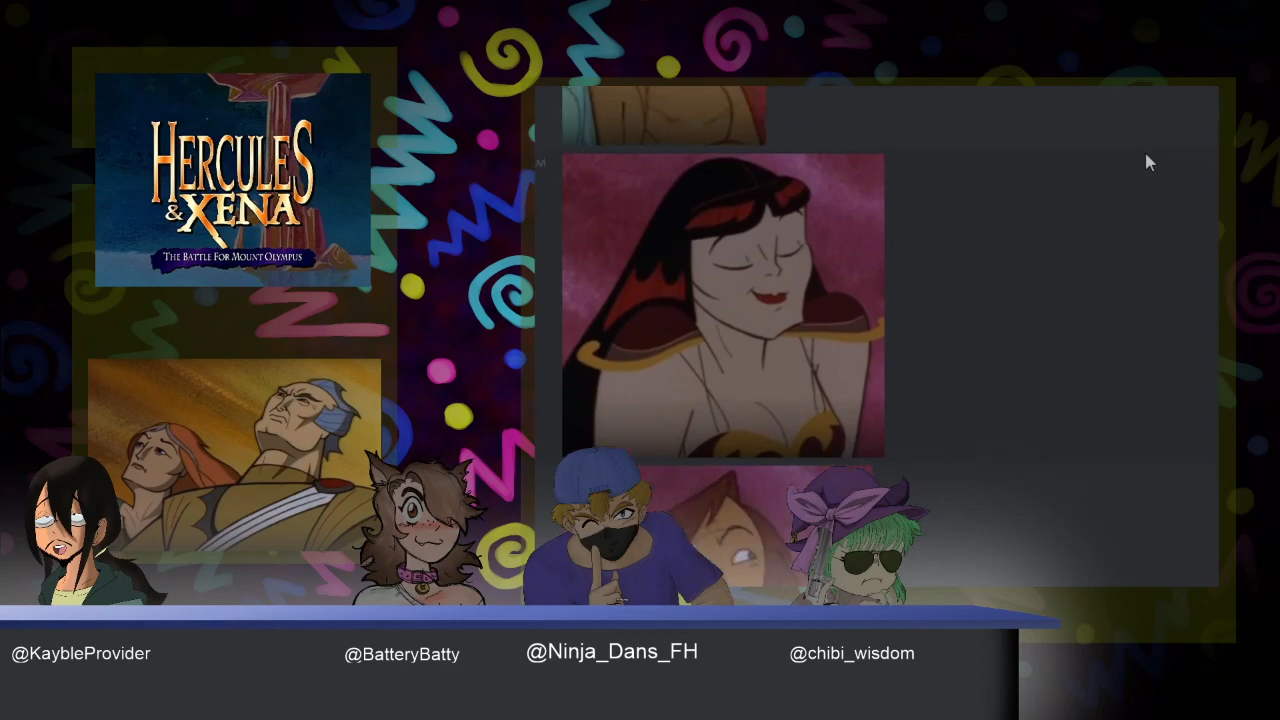 HERCULES
& XENA
THE BATTLE FOR MOUNT OLYMPUS
M
@KaybleProvider
@BatteryBatty
@Ninja_Dans_FH
@chibi_wisdom